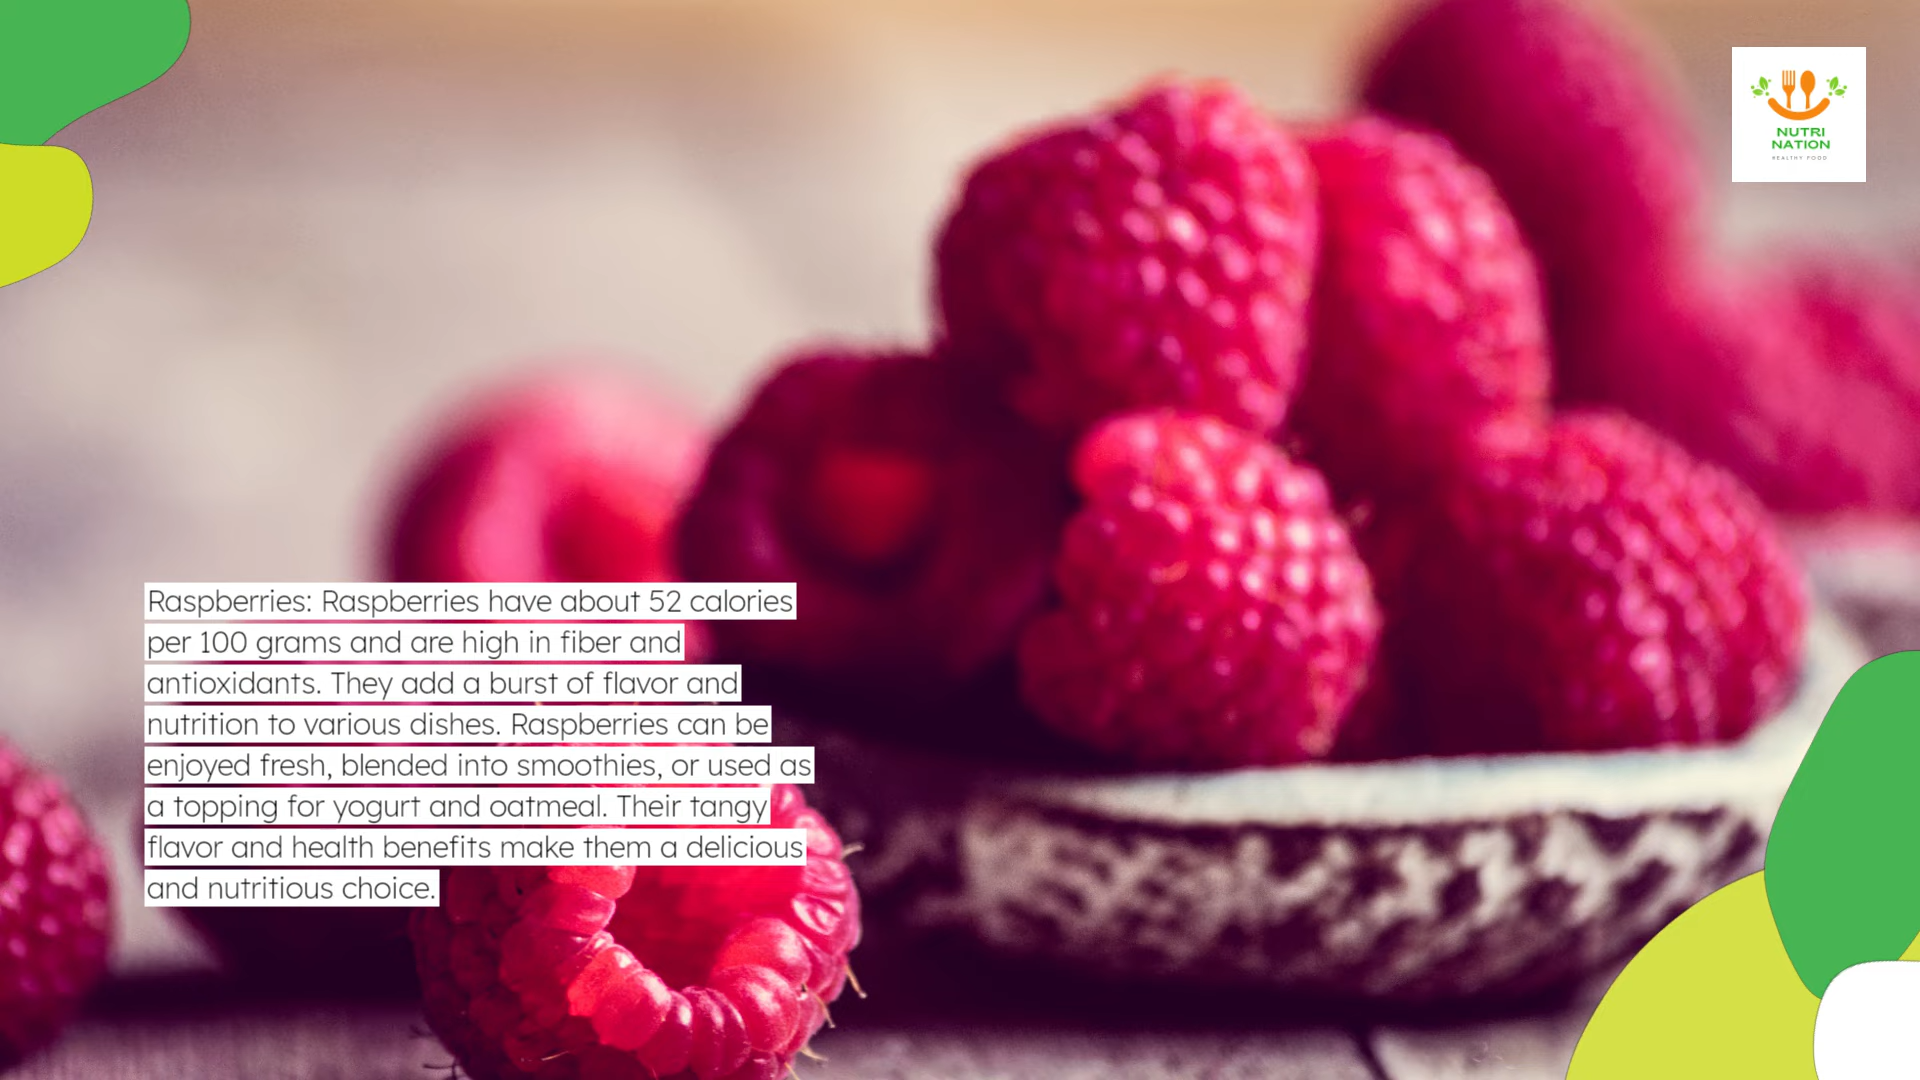 NUTRI
NATION
HEALTHY FOOD
Raspberries: Raspberries have about 52 calories
per 100 grams and are high in fiber and
antioxidants. They add a burst of flavor and
nutrition to various dishes. Raspberries can be
enjoyed fresh, blended into smoothies, or used as
a topping for yogurt and oatmeal. Their tangy
flavor and health benefits make them a delicious
and nutritious choice.